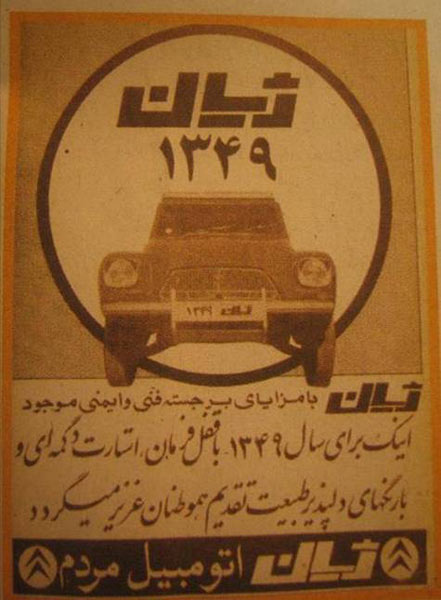 ژیان
۱۳۴۹
ژیان ۱۳۴۹
ژیان با مزایای برجسته فنی و ایمنی موجود
اینک برای سال ۱۳۴۹ با قفل فرمان، استارت دگمه‌ای و
با رنگهای دلپذیر طبیعت تقدیم هموطنان عزیز میگردد
ژیان اتومبیل مردم